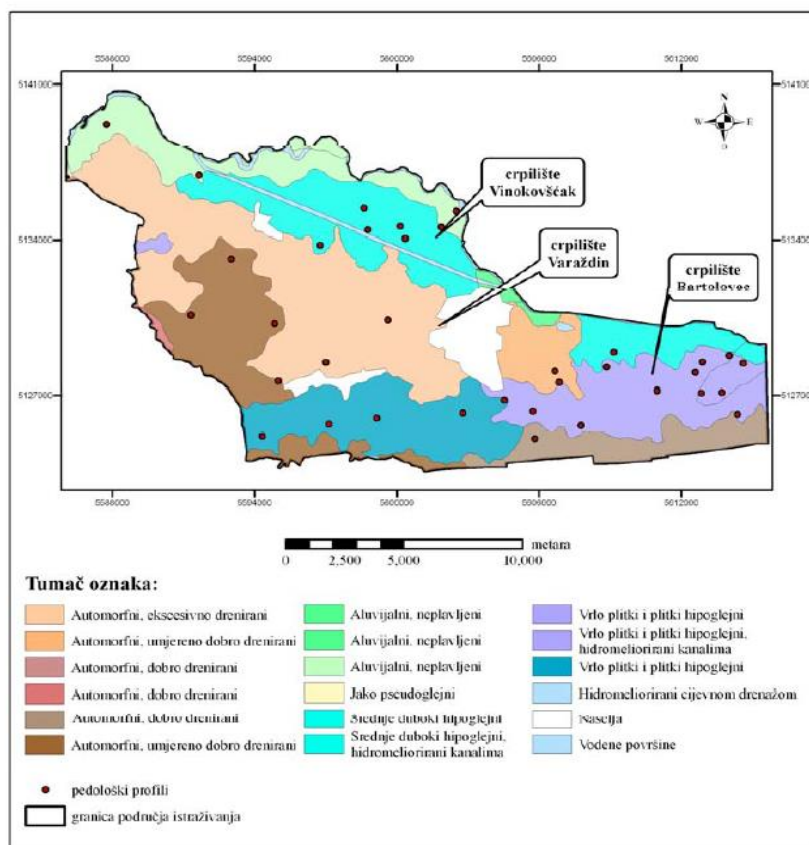 5588000 5594000 5600000 5606000 5612000
5141000 5141000
N
W E
O
crpilište
Vinokovšćak
5134000 5134000
crpilište
Varaždin
crpilište
Bartolovec
5127000 5127000
5588000 5594000 5600000 5606000 5612000
metara
0 2,500 5,000 10,000
Tumač oznaka:
Automorfni, ekscesivno drenirani
Automorfni, umjereno dobro drenirani
Automorfni, dobro drenirani
Automorfni, dobro drenirani
Automorfni, dobro drenirani
Automorfni, umjereno dobro drenirani
Aluvijalni, neplavljeni
Aluvijalni, neplavljeni
Aluvijalni, neplavljeni
Jako pseudoglejni
Srednje duboki hipoglejni
Srednje duboki hipoglejni,
hidromeliorirani kanalima
Vrlo plitki i plitki hipoglejni
Vrlo plitki i plitki hipoglejni,
hidromeliorirani kanalima
Vrlo plitki i plitki hipoglejni
Hidromeliorirani cijevnom drenažom
Naselja
Vodene površine
pedološki profili
granica područja istraživanja